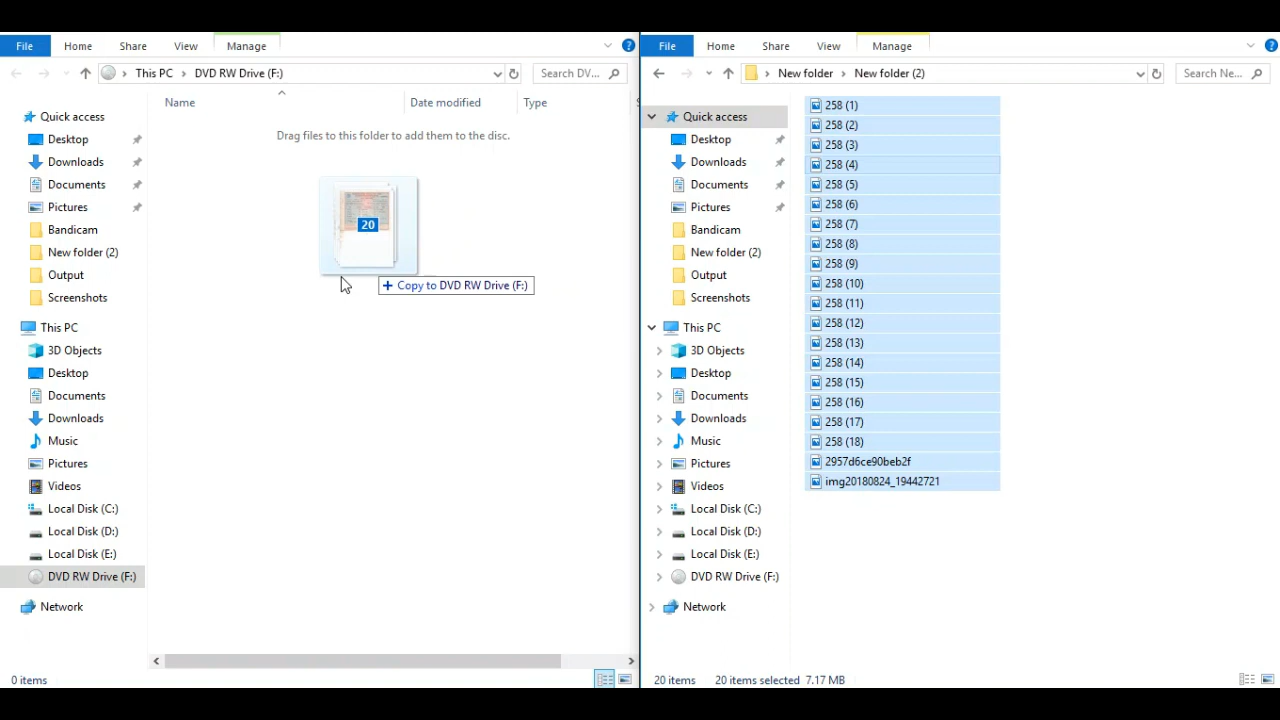 File Home Share View Manage
This PC DVD RW Drive (F:) Search DV...
Name Date modified Type
Drag files to this folder to add them to the disc.
Quick access
Desktop
Downloads
Documents
Pictures
Bandicam
New folder (2)
Output
Screenshots
This PC
3D Objects
Desktop
Documents
Downloads
Music
Pictures
Videos
Local Disk (C:)
Local Disk (D:)
Local Disk (E:)
DVD RW Drive (F:)
Network
20
+ Copy to DVD RW Drive (F:)
0 items
File Home Share View Manage
New folder New folder (2) Search Ne...
Quick access
Desktop
Downloads
Documents
Pictures
Bandicam
New folder (2)
Output
Screenshots
This PC
3D Objects
Desktop
Documents
Downloads
Music
Pictures
Videos
Local Disk (C:)
Local Disk (D:)
Local Disk (E:)
DVD RW Drive (F:)
Network
258 (1)
258 (2)
258 (3)
258 (4)
258 (5)
258 (6)
258 (7)
258 (8)
258 (9)
258 (10)
258 (11)
258 (12)
258 (13)
258 (14)
258 (15)
258 (16)
258 (17)
258 (18)
2957d6ce90beb2f
img20180824_19442721
20 items 20 items selected 7.17 MB